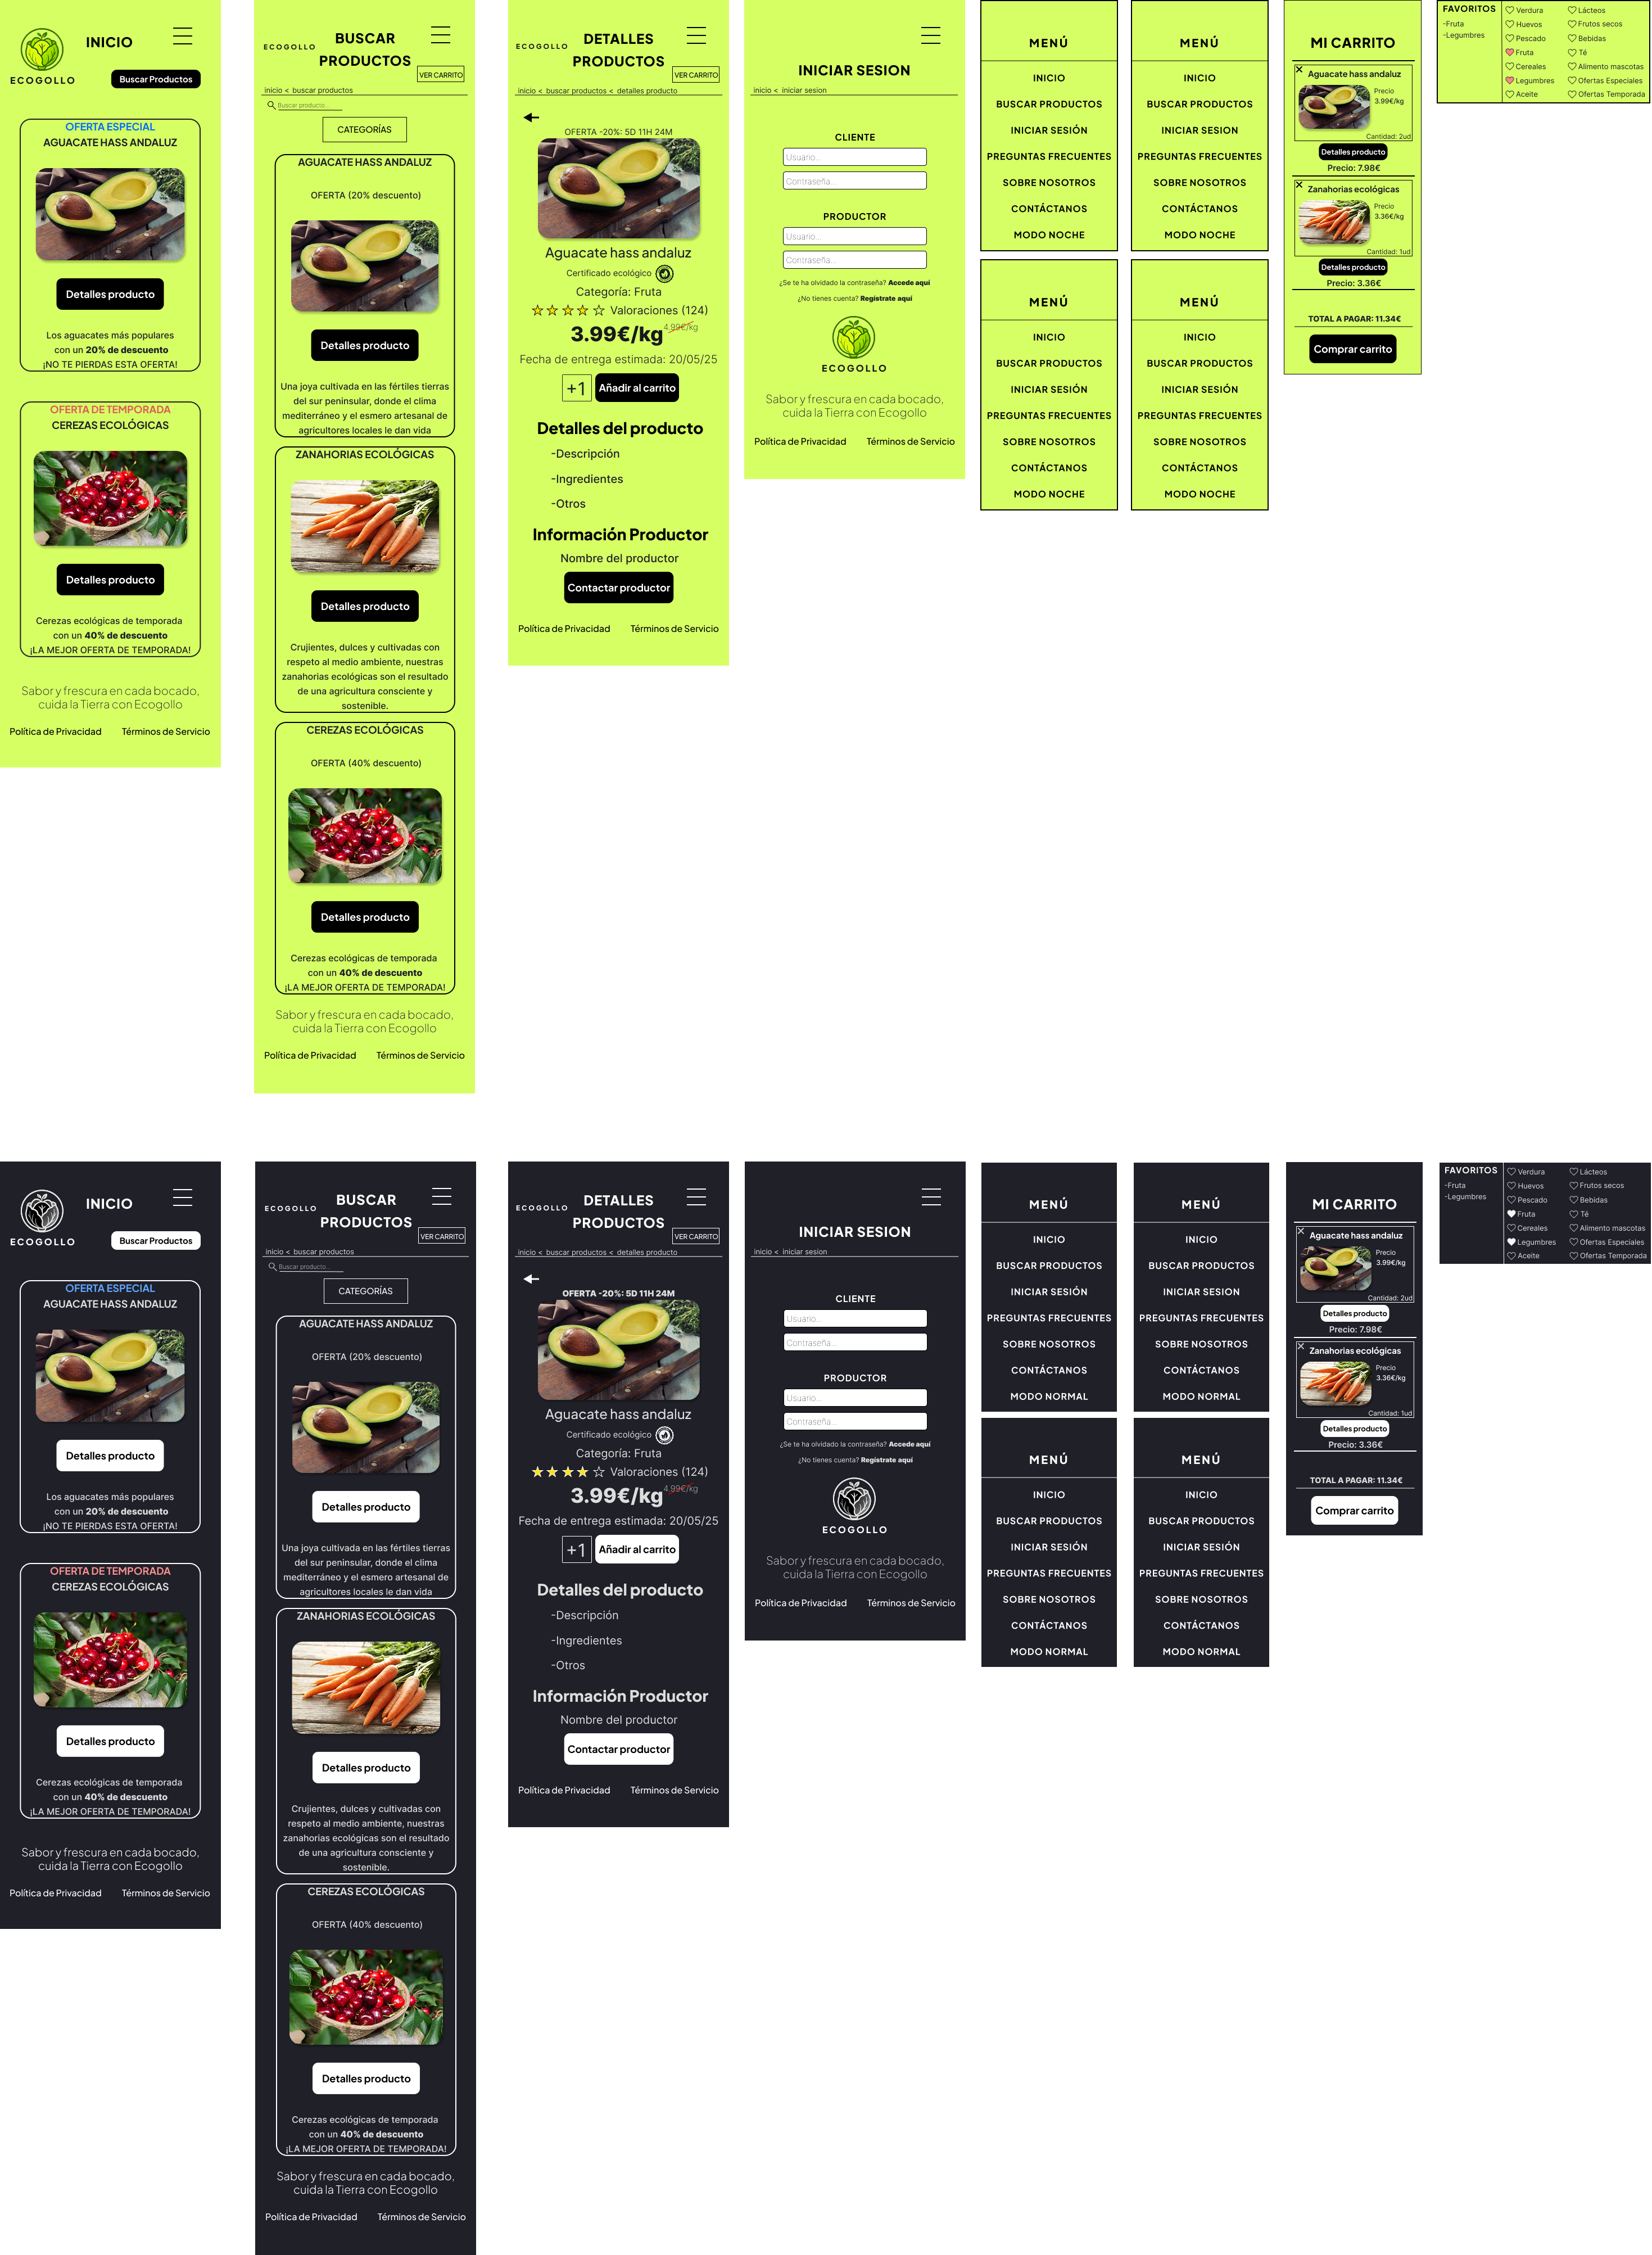 INICIO
ECOGOLLO
Buscar Productos
OFERTA ESPECIAL
AGUACATE HASS ANDALUZ
Detalles producto
Los aguacates más populares
con un 20% de descuento
¡NO TE PIERDAS ESTA OFERTA!
OFERTA DE TEMPORADA
CEREZAS ECOLÓGICAS
Detalles producto
Cerezas ecológicas de temporada
con un 40% de descuento
¡LA MEJOR OFERTA DE TEMPORADA!
Sabor y frescura en cada bocado,
cuida la Tierra con Ecogollo
Política de Privacidad Términos de Servicio
ECOGOLLO
BUSCAR
PRODUCTOS
VER CARRITO
inicio < buscar productos
Buscar producto...
CATEGORÍAS
AGUACATE HASS ANDALUZ
OFERTA (20% descuento)
Detalles producto
Una joya cultivada en las fértiles tierras
del sur peninsular, donde el clima
mediterráneo y el esmero artesanal de
agricultores locales le dan vida
ZANAHORIAS ECOLÓGICAS
Detalles producto
Crujientes, dulces y cultivadas con
respeto al medio ambiente, nuestras
zanahorias ecológicas son el resultado
de una agricultura consciente y
sostenible.
CEREZAS ECOLÓGICAS
OFERTA (40% descuento)
Detalles producto
Cerezas ecológicas de temporada
con un 40% de descuento
¡LA MEJOR OFERTA DE TEMPORADA!
Sabor y frescura en cada bocado,
cuida la Tierra con Ecogollo
Política de Privacidad Términos de Servicio
ECOGOLLO
DETALLES
PRODUCTOS
VER CARRITO
inicio < buscar productos < detalles producto
OFERTA -20%: 5D 11H 24M
Aguacate hass andaluz
Certificado ecológico
Categoría: Fruta
Valoraciones (124)
3.99€/kg 4.99€/kg
Fecha de entrega estimada: 20/05/25
+1 Añadir al carrito
Detalles del producto
-Descripción
-Ingredientes
-Otros
Información Productor
Nombre del productor
Contactar productor
Política de Privacidad Términos de Servicio
INICIAR SESION
inicio < iniciar sesion
CLIENTE
Usuario...
Contraseña...
PRODUCTOR
Usuario...
Contraseña...
¿Se te ha olvidado la contraseña? Accede aquí
¿No tienes cuenta? Regístrate aquí
ECOGOLLO
Sabor y frescura en cada bocado,
cuida la Tierra con Ecogollo
Política de Privacidad Términos de Servicio
MENÚ
INICIO
BUSCAR PRODUCTOS
INICIAR SESIÓN
PREGUNTAS FRECUENTES
SOBRE NOSOTROS
CONTÁCTANOS
MODO NOCHE
MENÚ
INICIO
BUSCAR PRODUCTOS
INICIAR SESION
PREGUNTAS FRECUENTES
SOBRE NOSOTROS
CONTÁCTANOS
MODO NOCHE
MENÚ
INICIO
BUSCAR PRODUCTOS
INICIAR SESIÓN
PREGUNTAS FRECUENTES
SOBRE NOSOTROS
CONTÁCTANOS
MODO NOCHE
MENÚ
INICIO
BUSCAR PRODUCTOS
INICIAR SESIÓN
PREGUNTAS FRECUENTES
SOBRE NOSOTROS
CONTÁCTANOS
MODO NOCHE
MI CARRITO
Aguacate hass andaluz
Precio
3.99€/kg
Cantidad: 2ud
Detalles producto
Precio: 7.98€
Zanahorias ecológicas
Precio
3.36€/kg
Cantidad: 1ud
Detalles producto
Precio: 3.36€
TOTAL A PAGAR: 11.34€
Comprar carrito
FAVORITOS
-Fruta
-Legumbres
Verdura
Huevos
Pescado
Fruta
Cereales
Legumbres
Aceite
Lácteos
Frutos secos
Bebidas
Té
Alimento mascotas
Ofertas Especiales
Ofertas Temporada
INICIO
ECOGOLLO
Buscar Productos
OFERTA ESPECIAL
AGUACATE HASS ANDALUZ
Detalles producto
Los aguacates más populares
con un 20% de descuento
¡NO TE PIERDAS ESTA OFERTA!
OFERTA DE TEMPORADA
CEREZAS ECOLÓGICAS
Detalles producto
Cerezas ecológicas de temporada
con un 40% de descuento
¡LA MEJOR OFERTA DE TEMPORADA!
Sabor y frescura en cada bocado,
cuida la Tierra con Ecogollo
Política de Privacidad Términos de Servicio
ECOGOLLO
BUSCAR
PRODUCTOS
VER CARRITO
inicio < buscar productos
Buscar producto...
CATEGORÍAS
AGUACATE HASS ANDALUZ
OFERTA (20% descuento)
Detalles producto
Una joya cultivada en las fértiles tierras
del sur peninsular, donde el clima
mediterráneo y el esmero artesanal de
agricultores locales le dan vida
ZANAHORIAS ECOLÓGICAS
Detalles producto
Crujientes, dulces y cultivadas con
respeto al medio ambiente, nuestras
zanahorias ecológicas son el resultado
de una agricultura consciente y
sostenible.
CEREZAS ECOLÓGICAS
OFERTA (40% descuento)
Detalles producto
Cerezas ecológicas de temporada
con un 40% de descuento
¡LA MEJOR OFERTA DE TEMPORADA!
Sabor y frescura en cada bocado,
cuida la Tierra con Ecogollo
Política de Privacidad Términos de Servicio
ECOGOLLO
DETALLES
PRODUCTOS
VER CARRITO
inicio < buscar productos < detalles producto
OFERTA -20%: 5D 11H 24M
Aguacate hass andaluz
Certificado ecológico
Categoría: Fruta
Valoraciones (124)
3.99€/kg 4.99€/kg
Fecha de entrega estimada: 20/05/25
+1 Añadir al carrito
Detalles del producto
-Descripción
-Ingredientes
-Otros
Información Productor
Nombre del productor
Contactar productor
Política de Privacidad Términos de Servicio
INICIAR SESION
inicio < iniciar sesion
CLIENTE
Usuario...
Contraseña...
PRODUCTOR
Usuario...
Contraseña...
¿Se te ha olvidado la contraseña? Accede aquí
¿No tienes cuenta? Regístrate aquí
ECOGOLLO
Sabor y frescura en cada bocado,
cuida la Tierra con Ecogollo
Política de Privacidad Términos de Servicio
MENÚ
INICIO
BUSCAR PRODUCTOS
INICIAR SESIÓN
PREGUNTAS FRECUENTES
SOBRE NOSOTROS
CONTÁCTANOS
MODO NORMAL
MENÚ
INICIO
BUSCAR PRODUCTOS
INICIAR SESION
PREGUNTAS FRECUENTES
SOBRE NOSOTROS
CONTÁCTANOS
MODO NORMAL
MENÚ
INICIO
BUSCAR PRODUCTOS
INICIAR SESIÓN
PREGUNTAS FRECUENTES
SOBRE NOSOTROS
CONTÁCTANOS
MODO NORMAL
MENÚ
INICIO
BUSCAR PRODUCTOS
INICIAR SESIÓN
PREGUNTAS FRECUENTES
SOBRE NOSOTROS
CONTÁCTANOS
MODO NORMAL
MI CARRITO
Aguacate hass andaluz
Precio
3.99€/kg
Cantidad: 2ud
Detalles producto
Precio: 7.98€
Zanahorias ecológicas
Precio
3.36€/kg
Cantidad: 1ud
Detalles producto
Precio: 3.36€
TOTAL A PAGAR: 11.34€
Comprar carrito
FAVORITOS
-Fruta
-Legumbres
Verdura
Huevos
Pescado
Fruta
Cereales
Legumbres
Aceite
Lácteos
Frutos secos
Bebidas
Té
Alimento mascotas
Ofertas Especiales
Ofertas Temporada